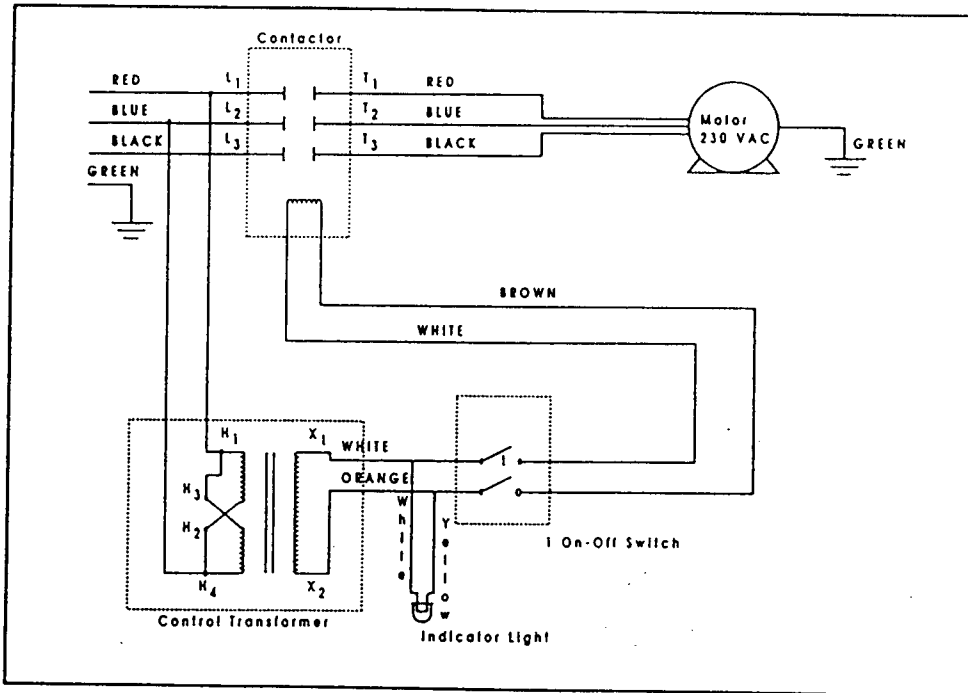 Contactor
RED L1 T1 RED
BLUE L2 T2 BLUE
BLACK L3 T3 BLACK
GREEN
Motor
230 VAC
GREEN
BROWN
WHITE
H1 X1 WHITE
ORANGE
H3
H2
H4 X2
White
Yellow
1 On-Off Switch
Control Transformer
Indicator Light